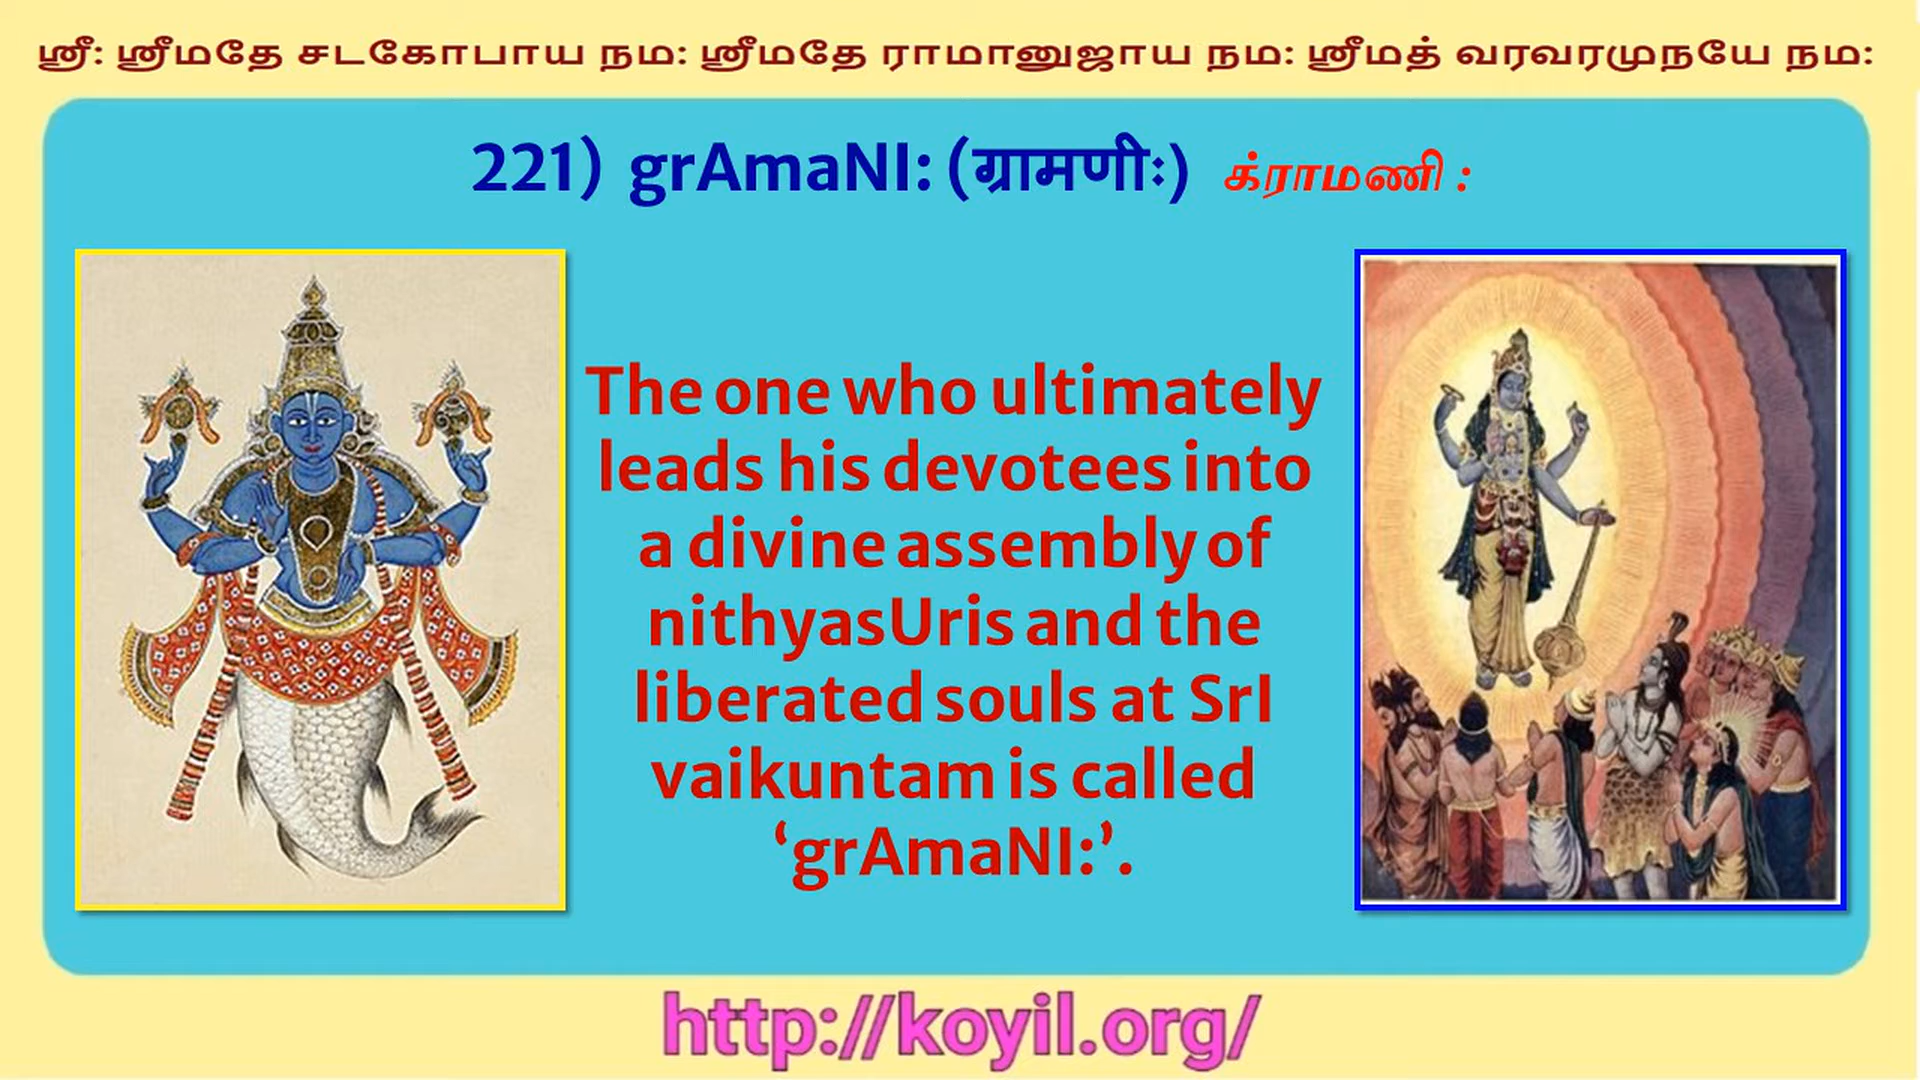 ஸ்ரீ: ஸ்ரீமதே சடகோபாய நம: ஸ்ரீமதே ராமானுஜாய நம: ஸ்ரீமத் வரவரமுநயே நம:
221) grAmaNI: (ग्रामणीः) க்ராமணி :
The one who ultimately
leads his devotees into
a divine assembly of
nithyasUris and the
liberated souls at SrI
vaikuntam is called
‘grAmaNI:’.
http://koyil.org/